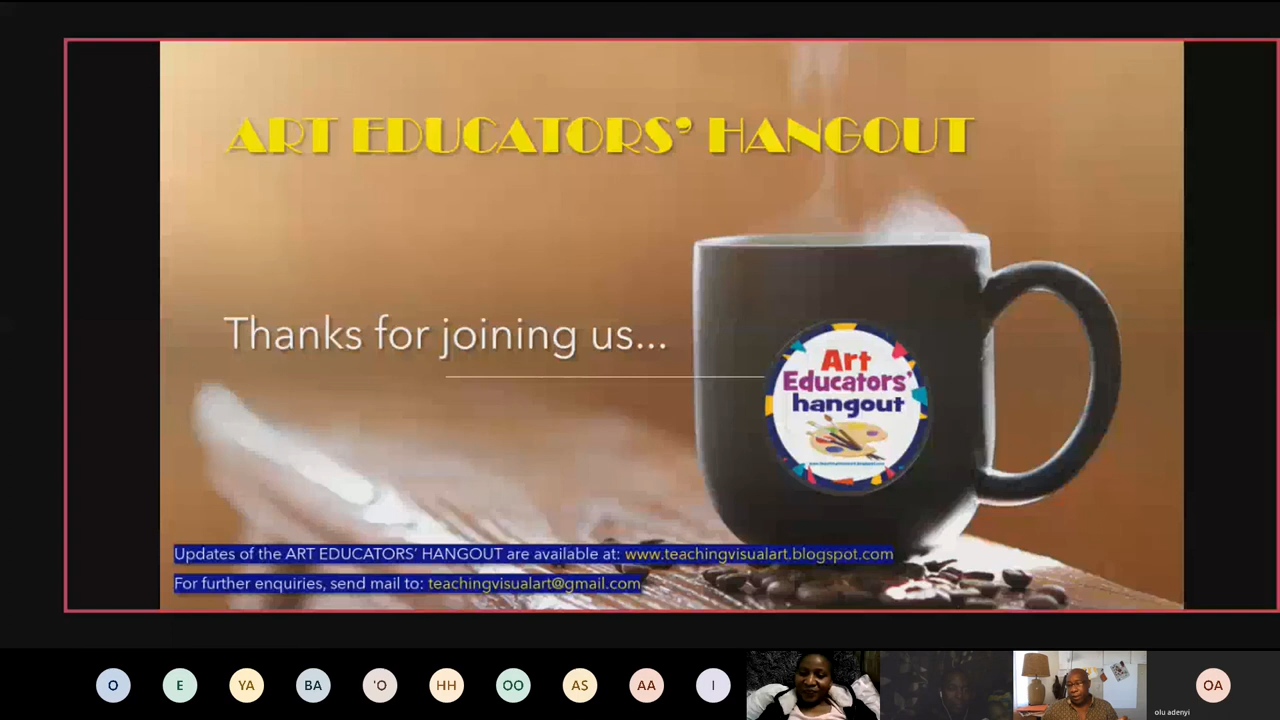 ART EDUCATORS’ HANGOUT
Thanks for joining us...
Art
Educators’
hangout
Updates of the ART EDUCATORS’ HANGOUT are available at: www.teachingvisualart.blogspot.com
For further enquiries, send mail to: teachingvisualart@gmail.com
O E YA BA 'O HH OO AS AA I OA
olu adenyi